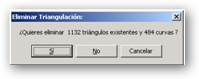 Eliminar Triangulación:
¿Quieres eliminar 1132 triángulos existentes y 484 curvas ?
Sí
No
Cancelar